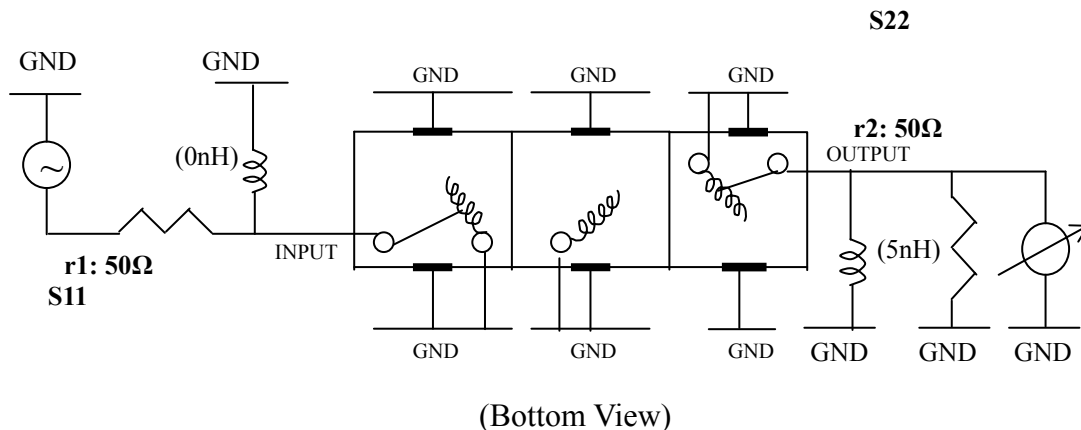 S22
GND
GND
GND
GND
GND
r2: 50Ω
(0nH)
OUTPUT
INPUT
(5nH)
r1: 50Ω
S11
GND
GND
GND
GND
GND
GND
(Bottom View)